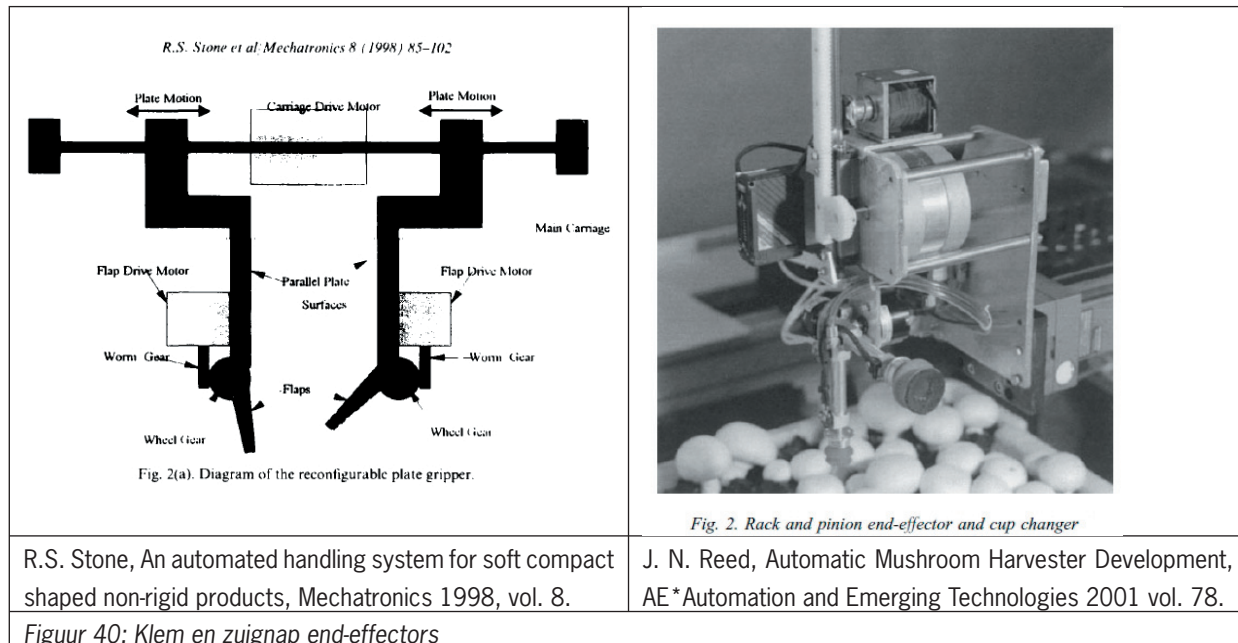 R.S. Stone et al/Mechatronics 8 (1998) 85–102
Plate Motion
Carriage Drive Motor
Plate Motion
Main Carriage
Flap Drive Motor
Parallel Plate
Surfaces
Flap Drive Motor
Worm Gear
Worm Gear
Flaps
Wheel Gear
Wheel Gear
Fig. 2(a). Diagram of the reconfigurable plate gripper.
Fig. 2. Rack and pinion end-effector and cup changer
R.S. Stone, An automated handling system for soft compact
shaped non-rigid products, Mechatronics 1998, vol. 8.
J. N. Reed, Automatic Mushroom Harvester Development,
AE*Automation and Emerging Technologies 2001 vol. 78.
Figuur 40: Klem en zuignap end-effectors